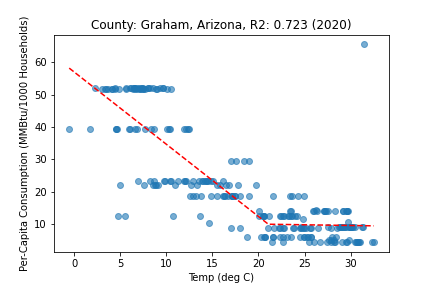 County: Graham, Arizona, R2: 0.723 (2020)
Per-Capita Consumption (MMBtu/1000 Households)
60
50
40
30
20
10
0 5 10 15 20 25 30
Temp (deg C)